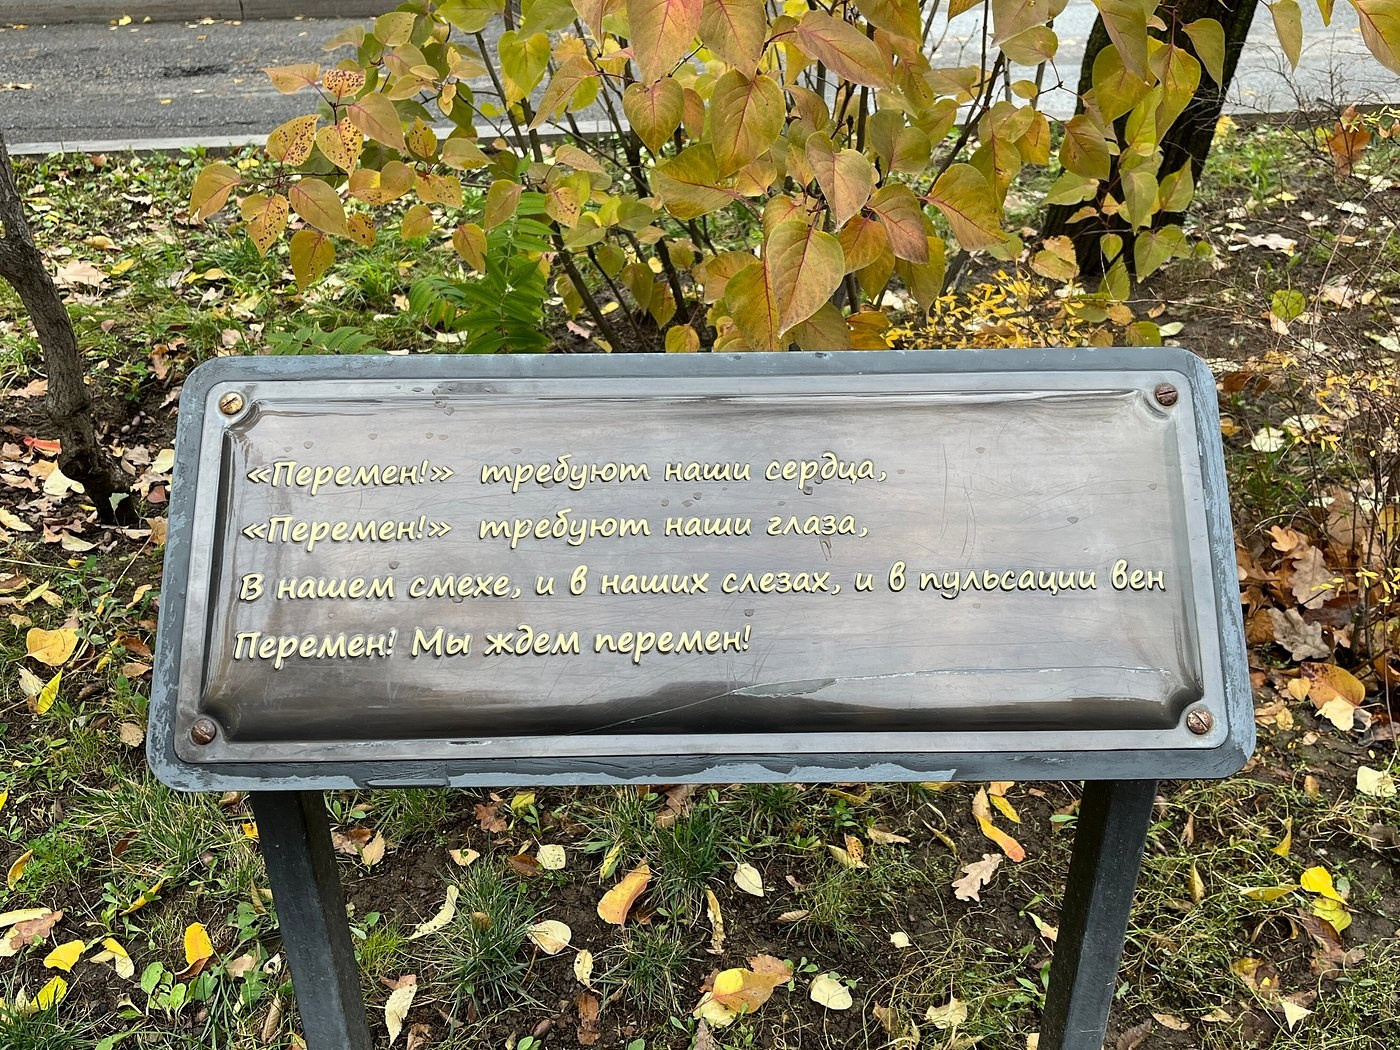 «Перемен!» требуют наши сердца,
«Перемен!» требуют наши глаза,
В нашем смехе, и в наших слезах, и в пульсации вен
Перемен! Мы ждем перемен!